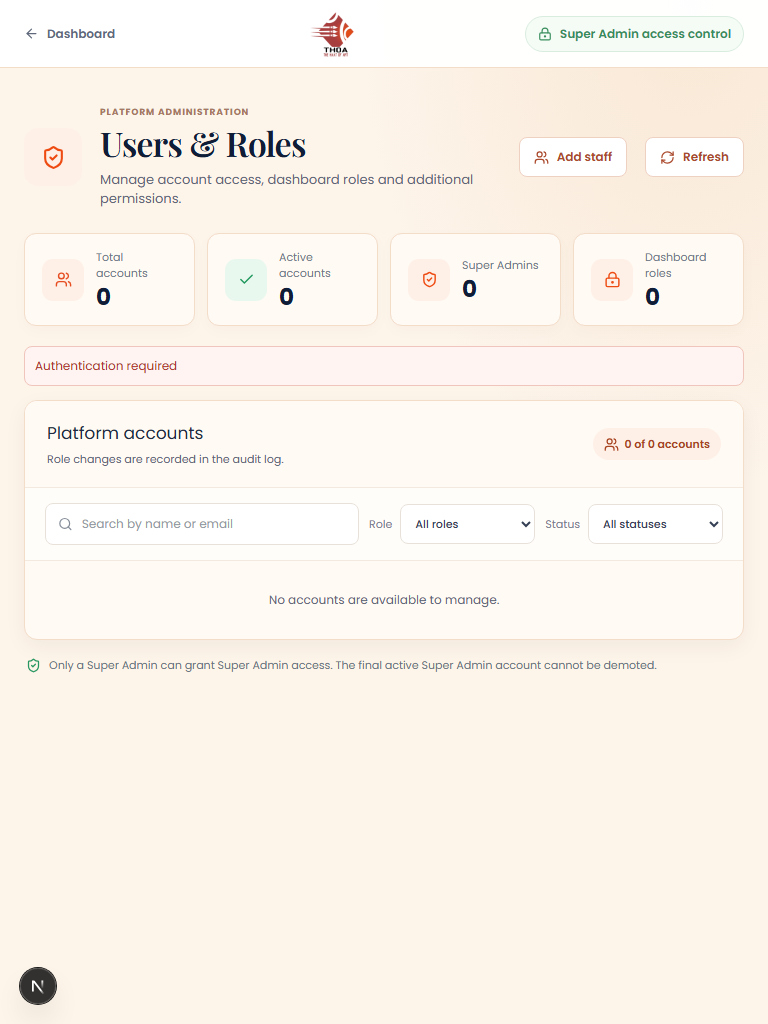 Dashboard
THOA
Super Admin access control
PLATFORM ADMINISTRATION
Users & Roles
Manage account access, dashboard roles and additional
permissions.
Add staff
Refresh
Total
accounts
0
Active
accounts
0
Super Admins
0
Dashboard
roles
0
Authentication required
Platform accounts
Role changes are recorded in the audit log.
0 of 0 accounts
Search by name or email
Role
All roles
Status
All statuses
No accounts are available to manage.
Only a Super Admin can grant Super Admin access. The final active Super Admin account cannot be demoted.
N